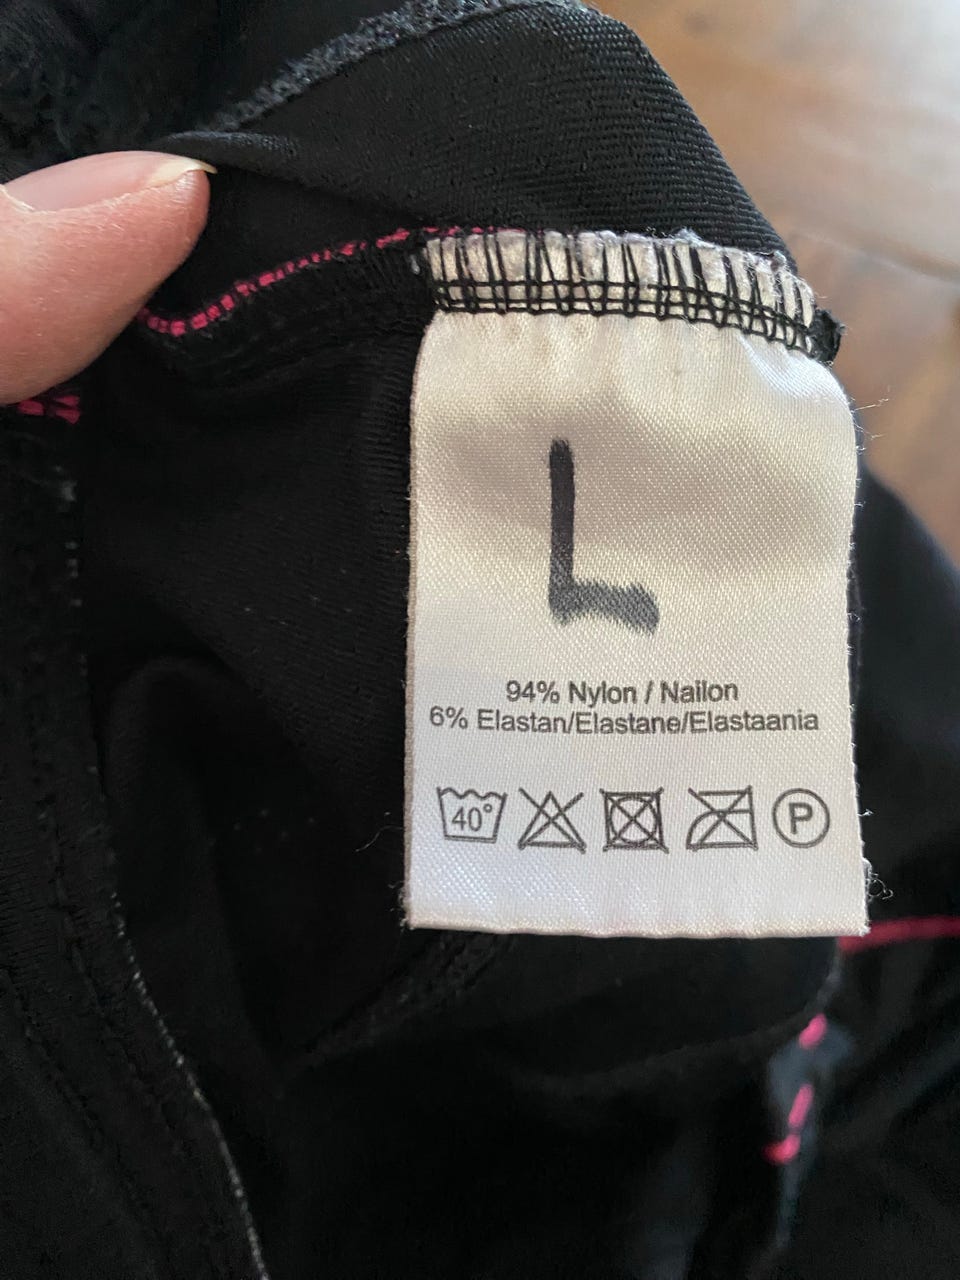 L
94% Nylon / Nailon
6% Elastan/Elastane/Elastaania
40° P